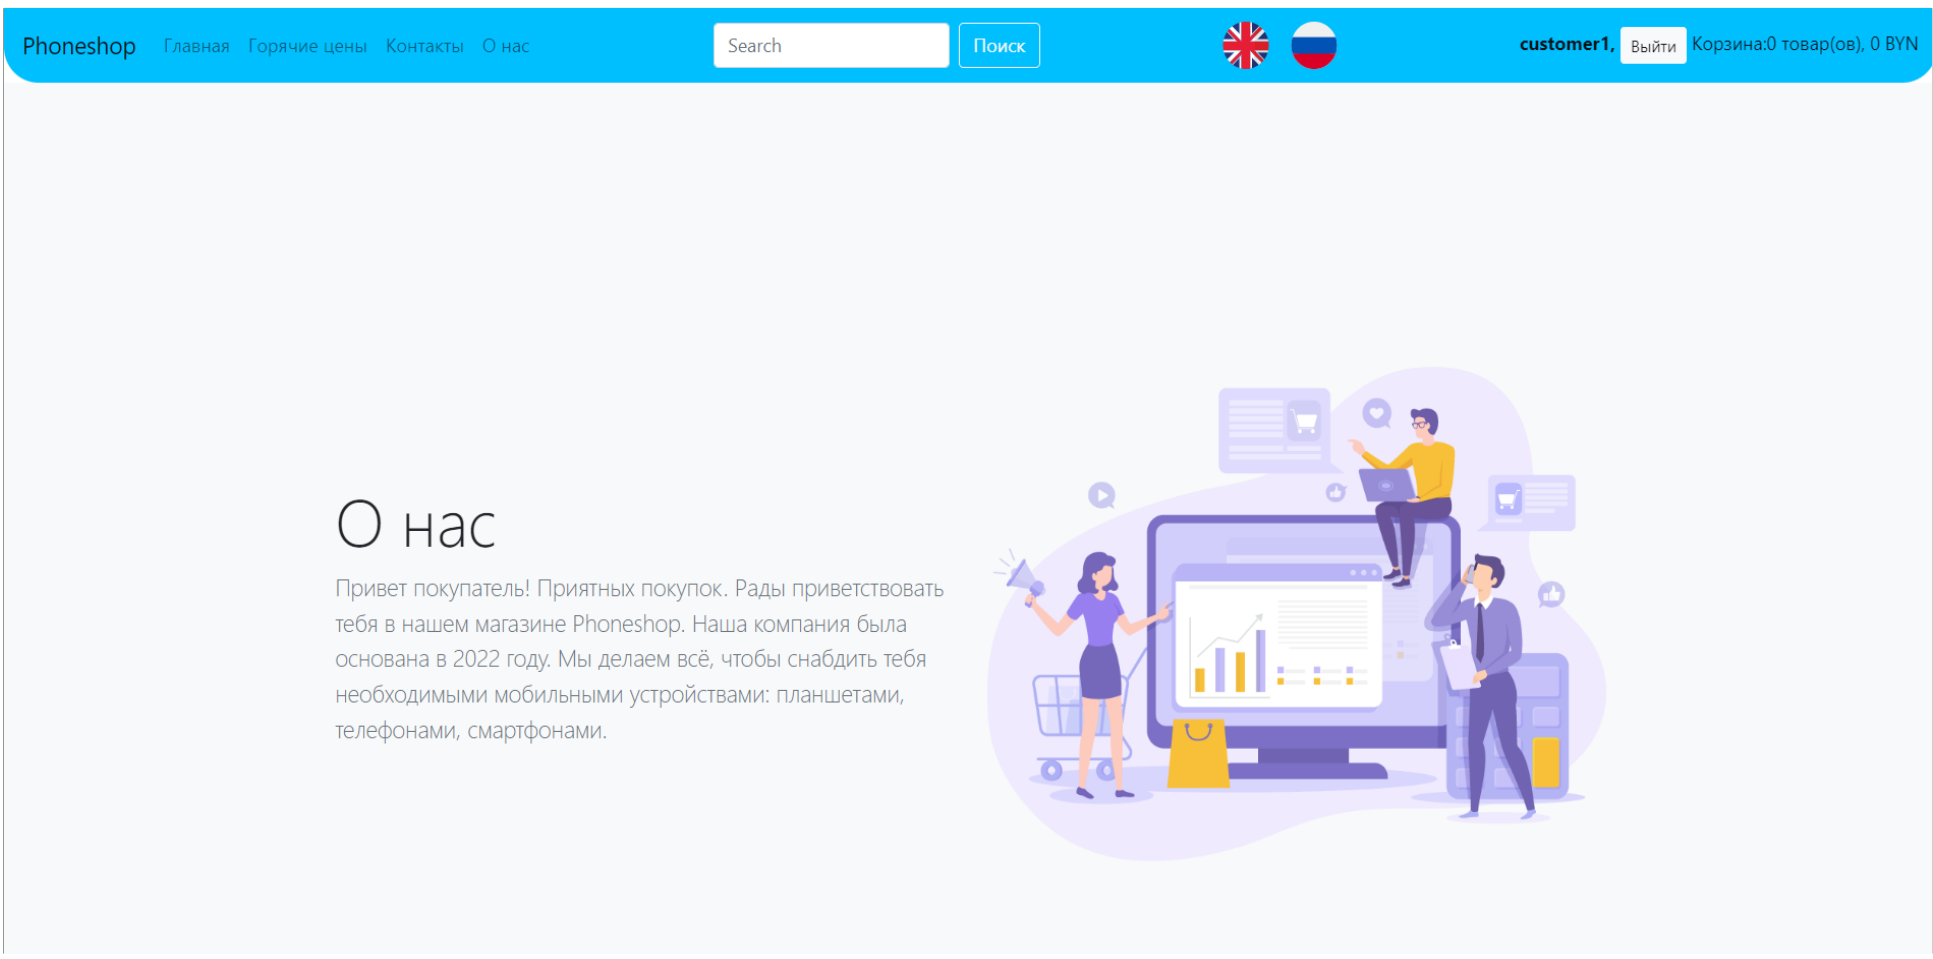 Phoneshop Главная Горячие цены Контакты О нас Search Поиск customer1, Выйти Корзина:0 товар(ов), 0 BYN
О нас
Привет покупатель! Приятных покупок. Рады приветствовать
тебя в нашем магазине Phoneshop. Наша компания была
основана в 2022 году. Мы делаем всё, чтобы снабдить тебя
необходимыми мобильными устройствами: планшетами,
телефонами, смартфонами.